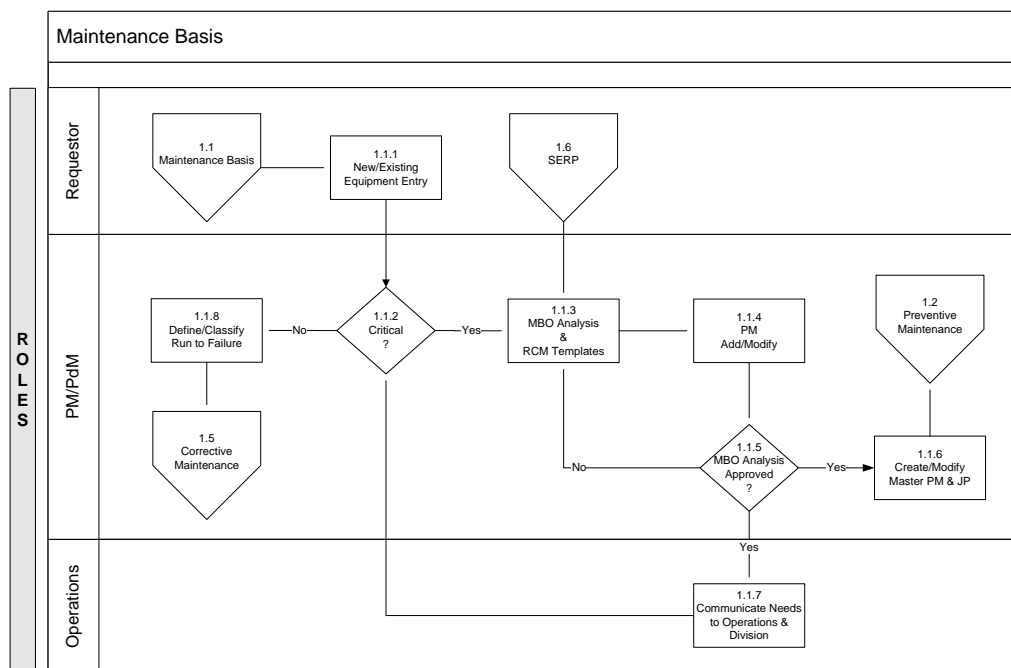 Maintenance Basis
ROLES
Requestor
1.1
Maintenance Basis
1.1.1
New/Existing
Equipment Entry
1.6
SERP
PM/PdM
1.1.8
Define/Classify
Run to Failure
No
1.1.2
Critical
?
Yes
1.1.3
MBO Analysis
&
RCM Templates
1.1.4
PM
Add/Modify
1.2
Preventive
Maintenance
1.5
Corrective
Maintenance
No
1.1.5
MBO Analysis
Approved
?
Yes
1.1.6
Create/Modify
Master PM & JP
Operations
Yes
1.1.7
Communicate Needs
to Operations &
Division